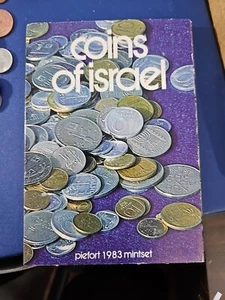 coins
of israel
piefort 1983 mintset